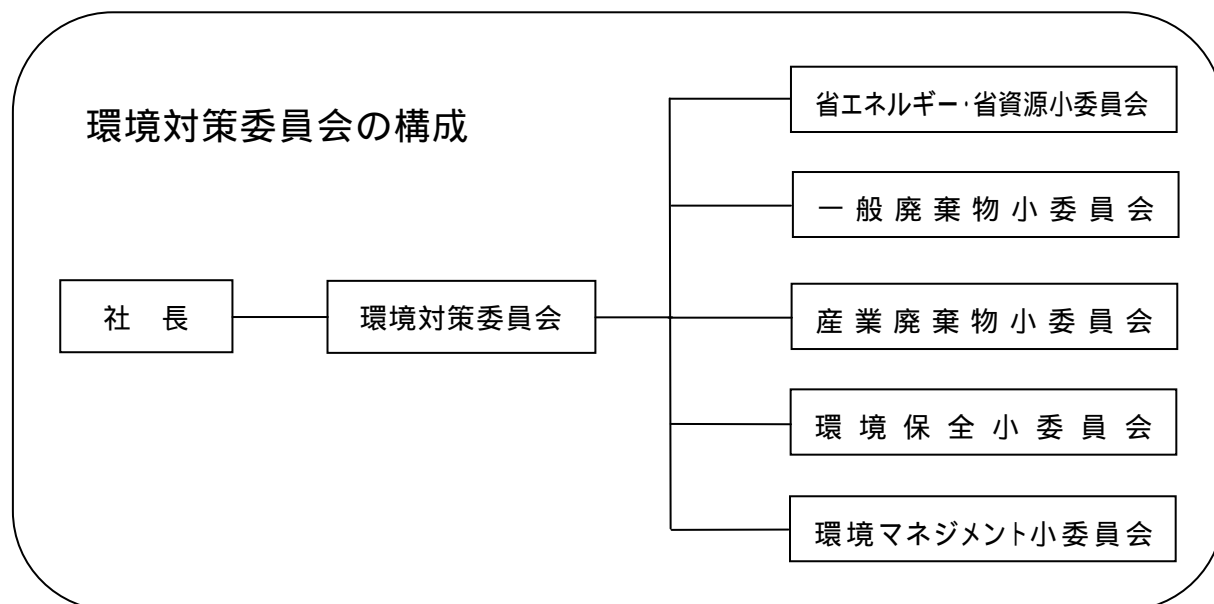 環境対策委員会の構成
社 長
環境対策委員会
省エネルギー・省資源小委員会
一般廃棄物小委員会
産業廃棄物小委員会
環境保全小委員会
環境マネジメント小委員会